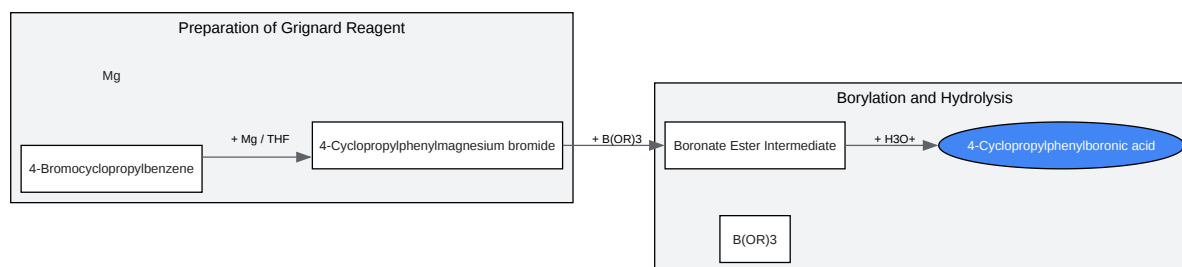 Preparation of Grignard Reagent
Mg
4-Bromocyclopropylbenzene
+ Mg / THF
4-Cyclopropylphenylmagnesium bromide
+ B(OR)3
Borylation and Hydrolysis
Boronate Ester Intermediate
+ H3O+
4-Cyclopropylphenylboronic acid
B(OR)3